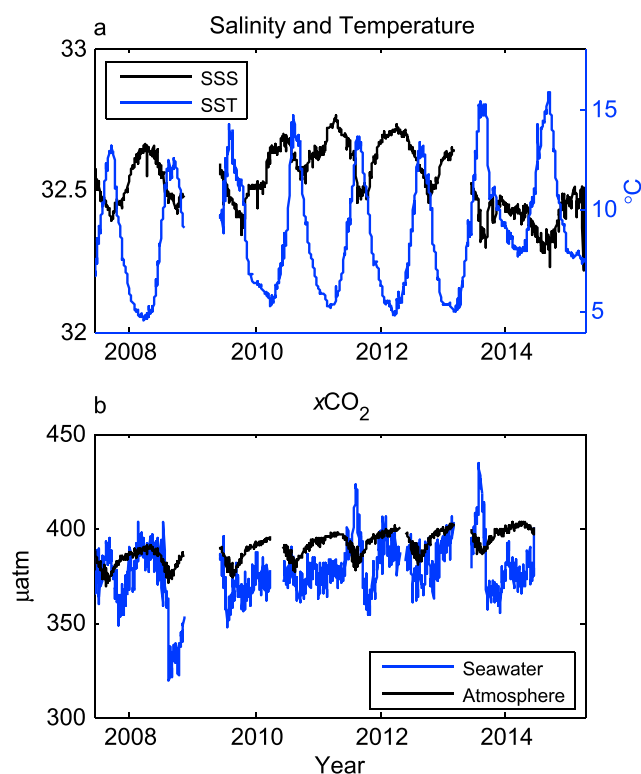 a
Salinity and Temperature
33
32.5
32
SSS
SST
15
10
5
°C
2008
2010
2012
2014
b
xCO2
450
400
350
300
µatm
Seawater
Atmosphere
2008
2010
2012
2014
Year